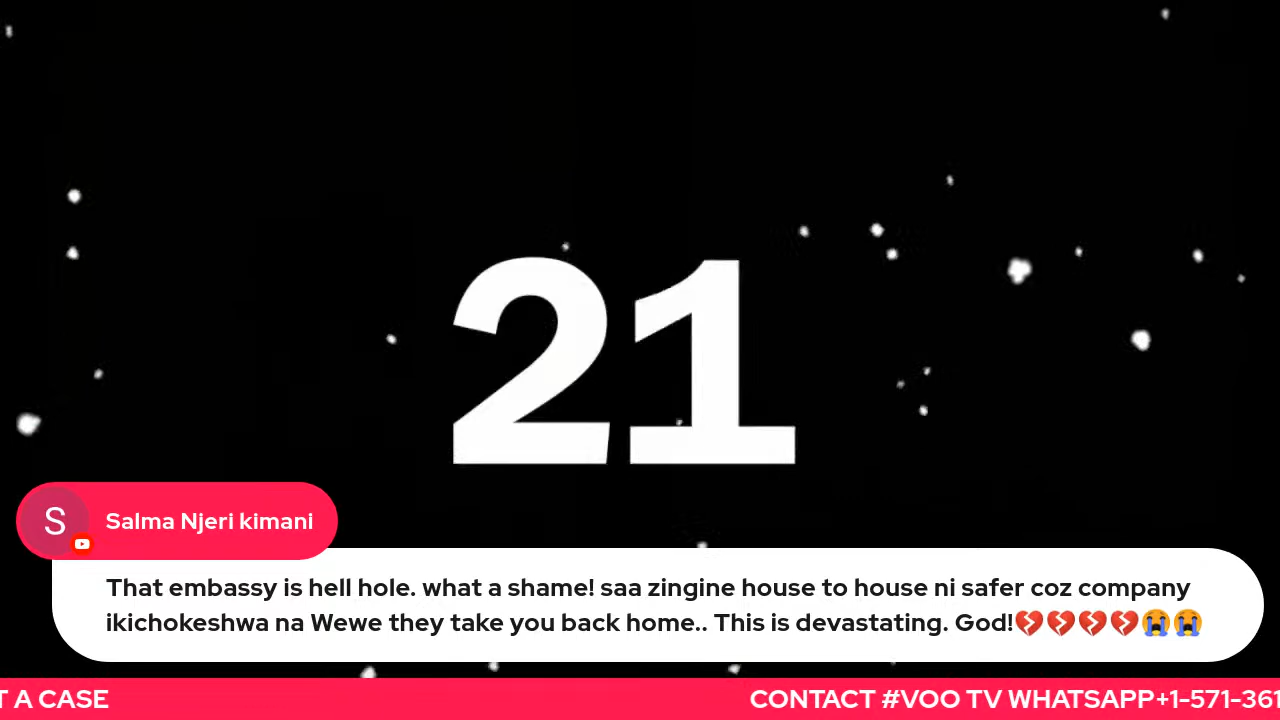 21
S
Salma Njeri kimani
That embassy is hell hole. what a shame! saa zingine house to house ni safer coz company
ikichokeshwa na Wewe they take you back home.. This is devastating. God!💔💔💔💔😭😭
T A CASE
CONTACT #VOO TV WHATSAPP+1-571-361